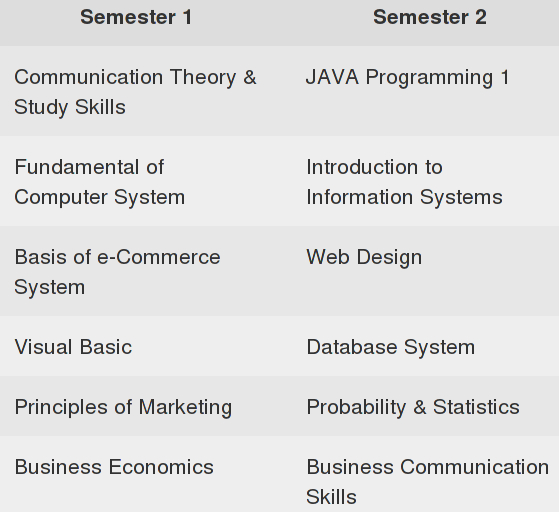 Semester 1
Semester 2
Communication Theory &
Study Skills
JAVA Programming 1
Fundamental of
Computer System
Introduction to
Information Systems
Basis of e-Commerce
System
Web Design
Visual Basic
Database System
Principles of Marketing
Probability & Statistics
Business Economics
Business Communication
Skills